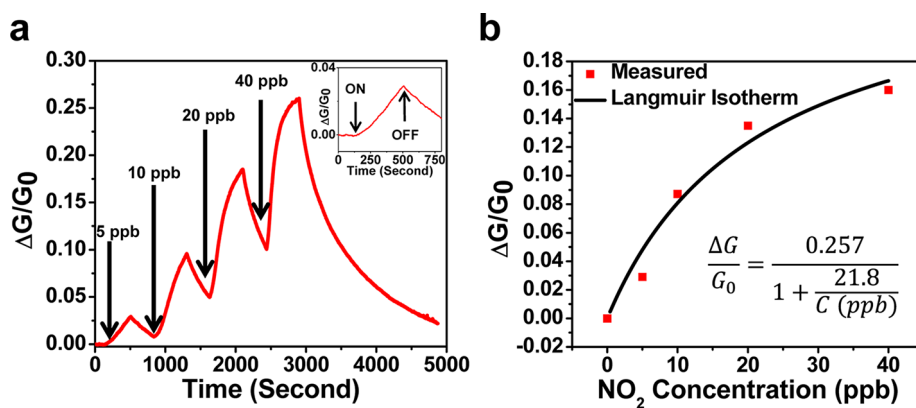 a
ΔG/G0
0.30
0.25
0.20
0.15
0.10
0.05
0.00
5 ppb
10 ppb
20 ppb
40 ppb
0
1000
2000
3000
4000
5000
Time (Second)
ΔG/G0
0.04
0.00
ON
OFF
0
250
500
750
Time (Second)
b
ΔG/G0
0.18
0.16
0.14
0.12
0.10
0.08
0.06
0.04
0.02
0.00
-0.02
Measured
Langmuir Isotherm
ΔG/G₀ = 0.257/(1 + 21.8/C (ppb))
0
10
20
30
40
NO₂ Concentration (ppb)